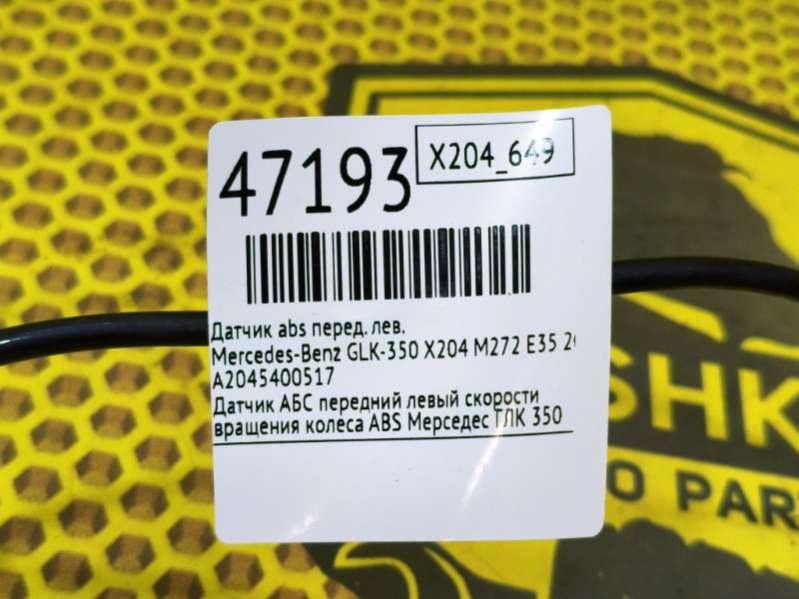 47193
X204_649
Датчик abs перед. лев.
Mercedes-Benz GLK-350 X204 M272 E35
A2045400517
Датчик АБС передний левый скорости
вращения колеса ABS Мерседес ГЛК 350
SHK
O PAR